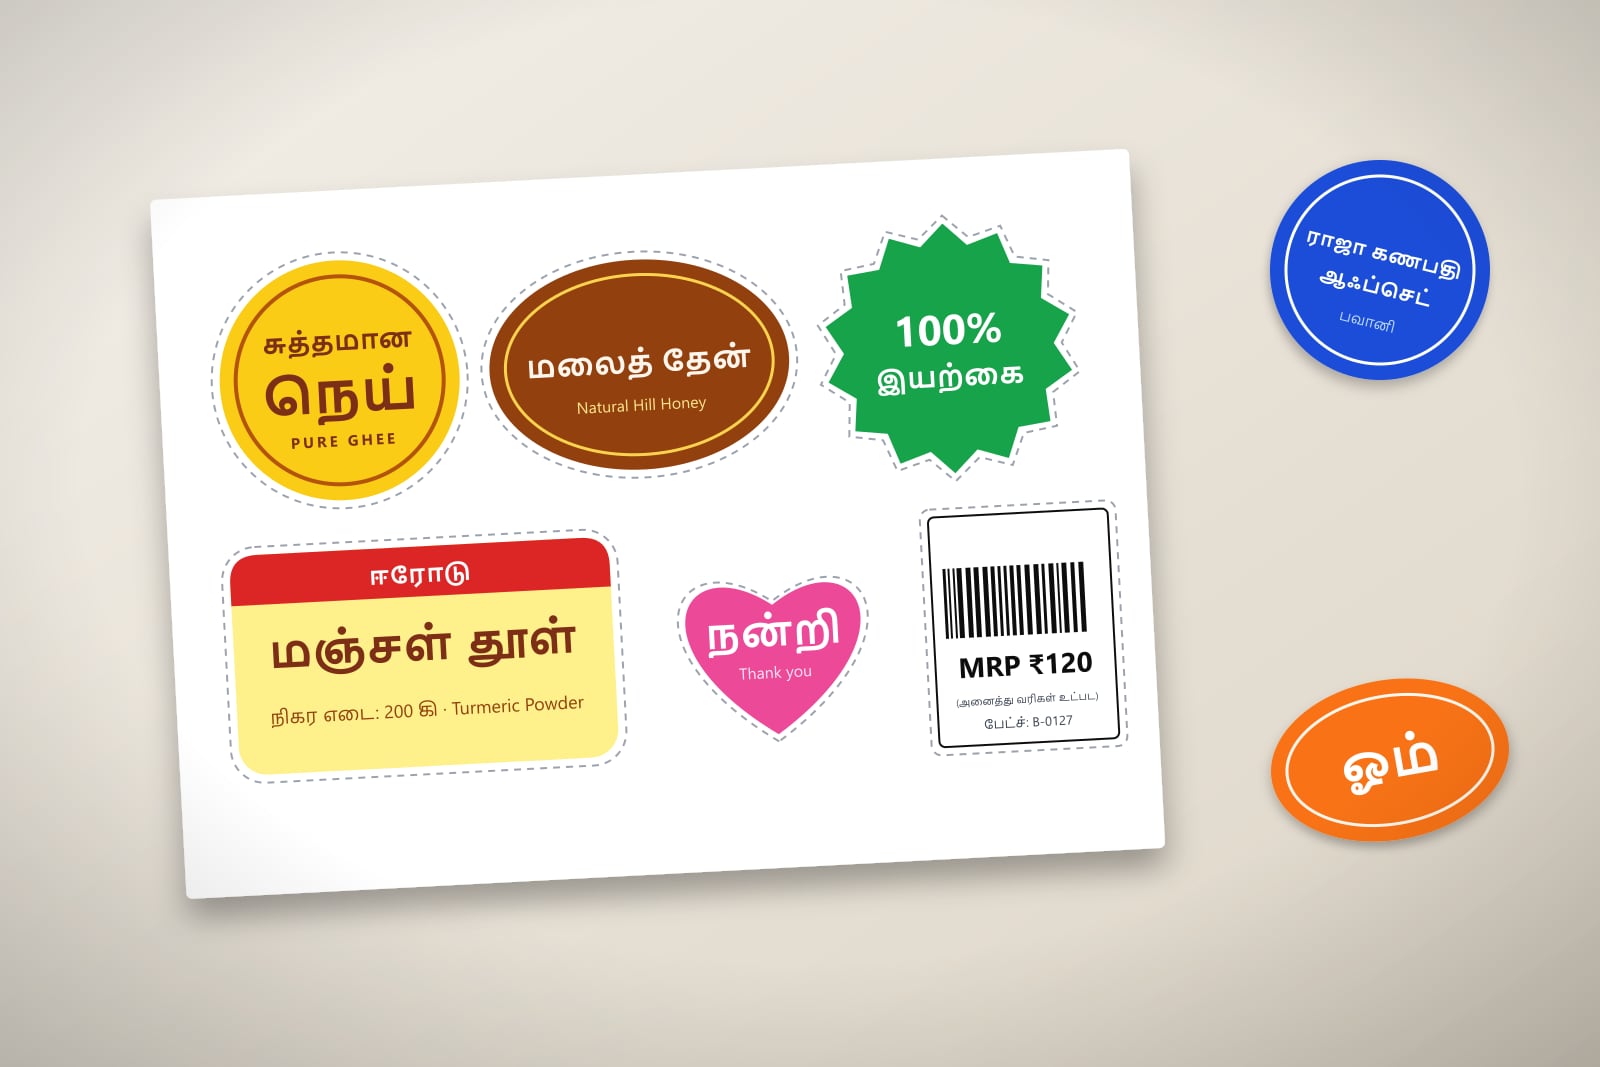 சுத்தமான
நெய்
PURE GHEE
மலைத் தேன்
Natural Hill Honey
100%
இயற்கை
ஈரோடு
மஞ்சள் தூள்
நிகர எடை: 200 கி · Turmeric Powder
நன்றி
Thank you
MRP ₹120
(அனைத்து வரிகள் உட்பட)
பேட்ச்: B-0127
ராஜா கணபதி
ஆஃப்செட்
பவானி
ஓம்